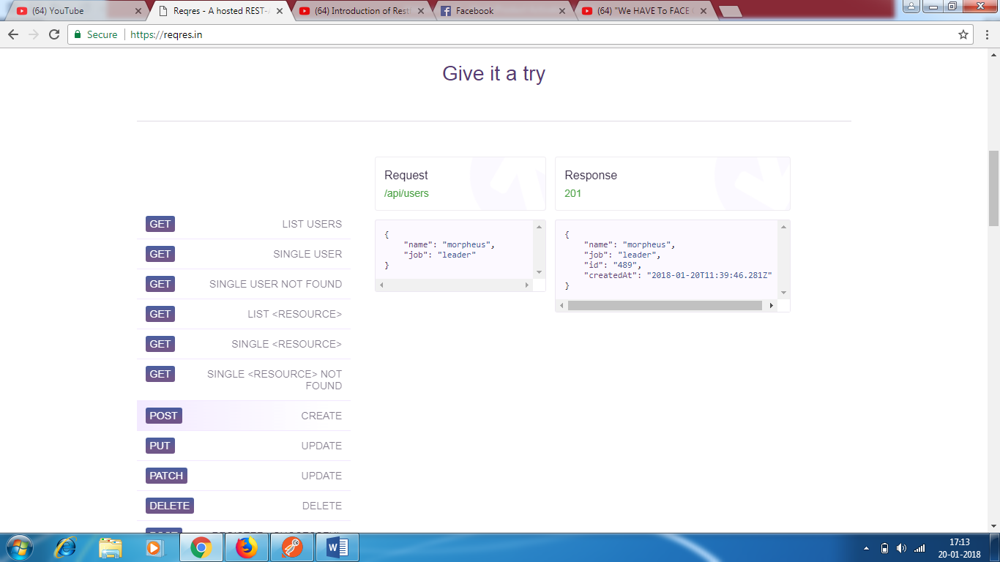 (64) YouTube
Reqres - A hosted REST-A
(64) Introduction of Rest
Facebook
(64) "We HAVE To FACE
Secure
https://reqres.in
Give it a try
Request
/api/users
Response
201
GET LIST USERS
GET SINGLE USER
GET SINGLE USER NOT FOUND
GET LIST <RESOURCE>
GET SINGLE <RESOURCE>
GET SINGLE <RESOURCE> NOT
FOUND
POST CREATE
PUT UPDATE
PATCH UPDATE
DELETE DELETE
{
"name": "morpheus",
"job": "leader"
}
{
"name": "morpheus",
"job": "leader",
"id": "489",
"createdAt": "2018-01-20T11:39:46.281Z"
}
17:13
20-01-2018